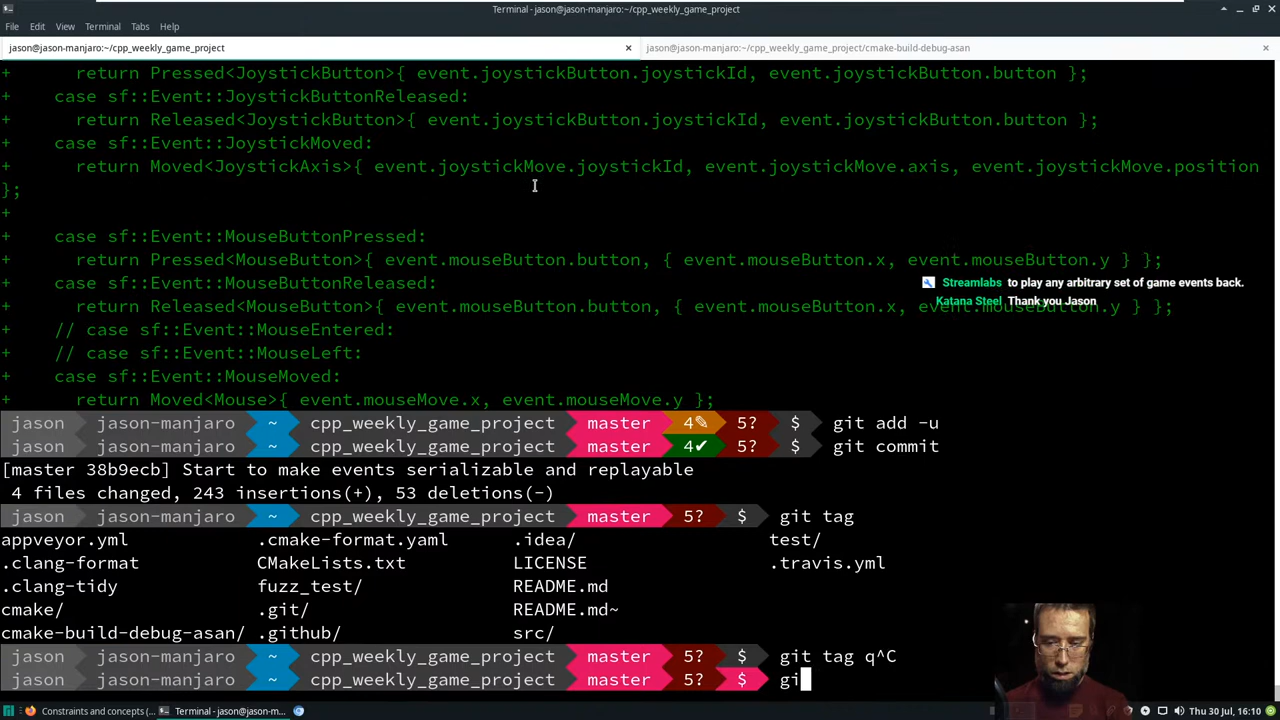 Terminal - jason@jason-manjaro:~/cpp_weekly_game_project
File Edit View Terminal Tabs Help
jason@jason-manjaro:~/cpp_weekly_game_project × jason@jason-manjaro:~/cpp_weekly_game_project/cmake-build-debug-asan ×
+       return Pressed<JoystickButton>{ event.joystickButton.joystickId, event.joystickButton.button };
+     case sf::Event::JoystickButtonReleased:
+       return Released<JoystickButton>{ event.joystickButton.joystickId, event.joystickButton.button };
+     case sf::Event::JoystickMoved:
+       return Moved<JoystickAxis>{ event.joystickMove.joystickId, event.joystickMove.axis, event.joystickMove.position
};
+
+     case sf::Event::MouseButtonPressed:
+       return Pressed<MouseButton>{ event.mouseButton.button, { event.mouseButton.x, event.mouseButton.y } };
+     case sf::Event::MouseButtonReleased:
Streamlabs to play any arbitrary set of game events back.
Katana Steel Thank you Jason
+       return Released<MouseButton>{ event.mouseButton.button, { event.mouseButton.x, event.mouseButton.y } };
+     // case sf::Event::MouseEntered:
+     // case sf::Event::MouseLeft:
+     case sf::Event::MouseMoved:
+       return Moved<Mouse>{ event.mouseMove.x, event.mouseMove.y };
jason jason-manjaro ~ cpp_weekly_game_project master 4✎ 5? $ git add -u
jason jason-manjaro ~ cpp_weekly_game_project master 4✔ 5? $ git commit
[master 38b9ecb] Start to make events serializable and replayable
 4 files changed, 243 insertions(+), 53 deletions(-)
jason jason-manjaro ~ cpp_weekly_game_project master 5? $ git tag
appveyor.yml .cmake-format.yaml .idea/ test/
.clang-format CMakeLists.txt LICENSE .travis.yml
.clang-tidy fuzz_test/ README.md
cmake/ .git/ README.md~
cmake-build-debug-asan/ .github/ src/
jason jason-manjaro ~ cpp_weekly_game_project master 5? $ git tag q^C
jason jason-manjaro ~ cpp_weekly_game_project master 5? $ gi
Constraints and concepts (... Terminal - jason@jason-m... Thu 30 Jul, 16:10